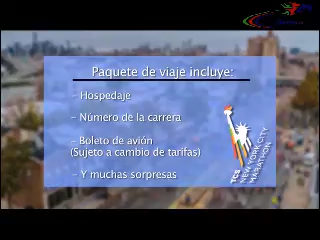 Paquete de viaje incluye:
- Hospedaje
- Número de la carrera
- Boleto de avión
(Sujeto a cambio de tarifas)
- Y muchas sorpresas
TCS
NEW YORK CITY
MARATHON